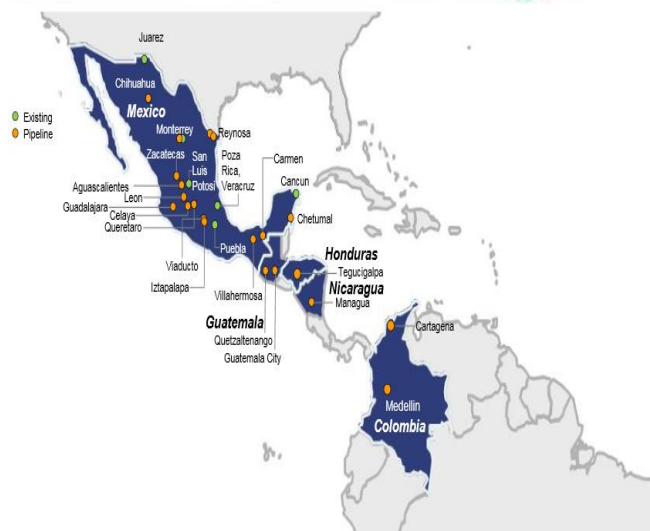 Juarez
Existing
Pipeline
Chihuahua
Mexico
Monterrey
Reynosa
Zacatecas
San
Luis
Potosi
Poza
Rica,
Veracruz
Carmen
Cancun
Aguascalientes
Leon
Guadalajara
Celaya
Queretaro
Chetumal
Puebla
Viaducto
Iztapalapa
Villahermosa
Honduras
Tegucigalpa
Nicaragua
Managua
Guatemala
Quetzaltenango
Guatemala City
Cartagena
Medellin
Colombia